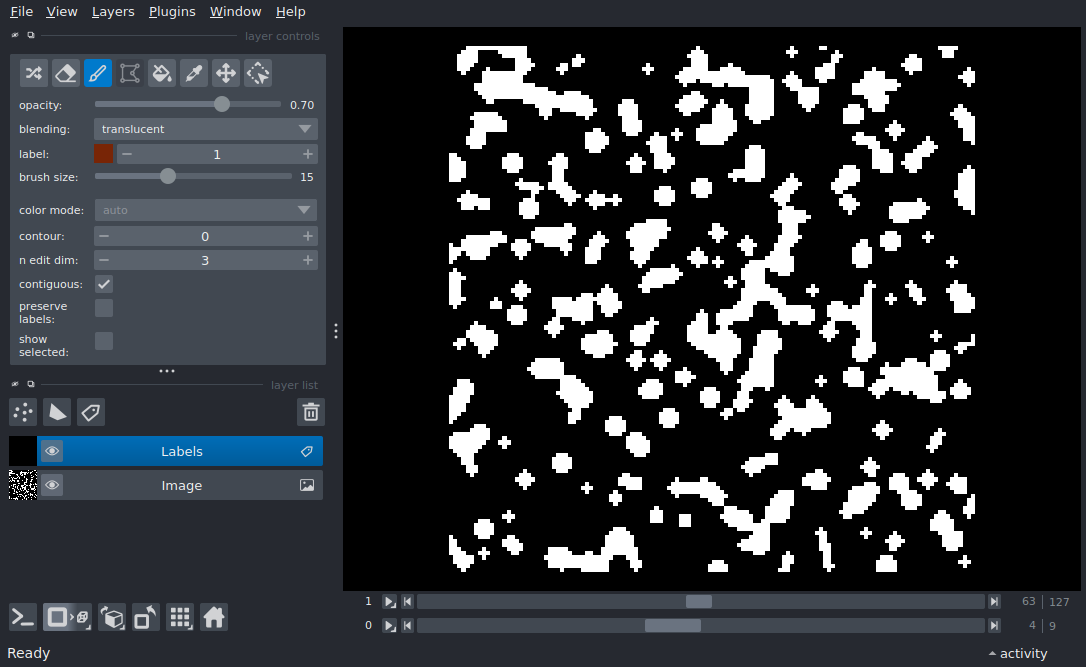 File View Layers Plugins Window Help
layer controls
opacity: 0.70
blending: translucent
label: 1
brush size: 15
color mode: auto
contour: 0
n edit dim: 3
contiguous:
preserve
labels:
show
selected:
layer list
Labels
Image
1 63 | 127
0 4 | 9
Ready activity